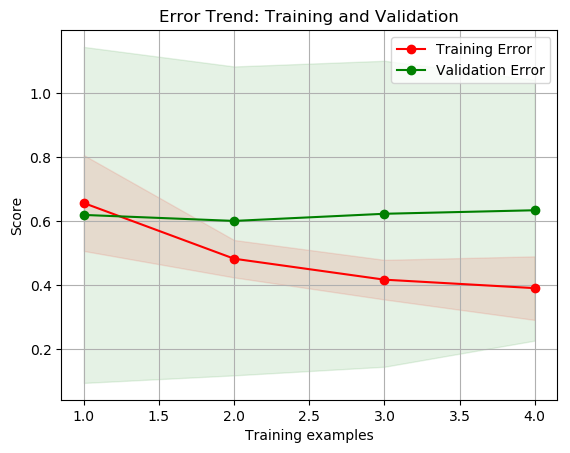 Error Trend: Training and Validation
Training Error
Validation Error
Score
1.0
0.8
0.6
0.4
0.2
1.0 1.5 2.0 2.5 3.0 3.5 4.0
Training examples